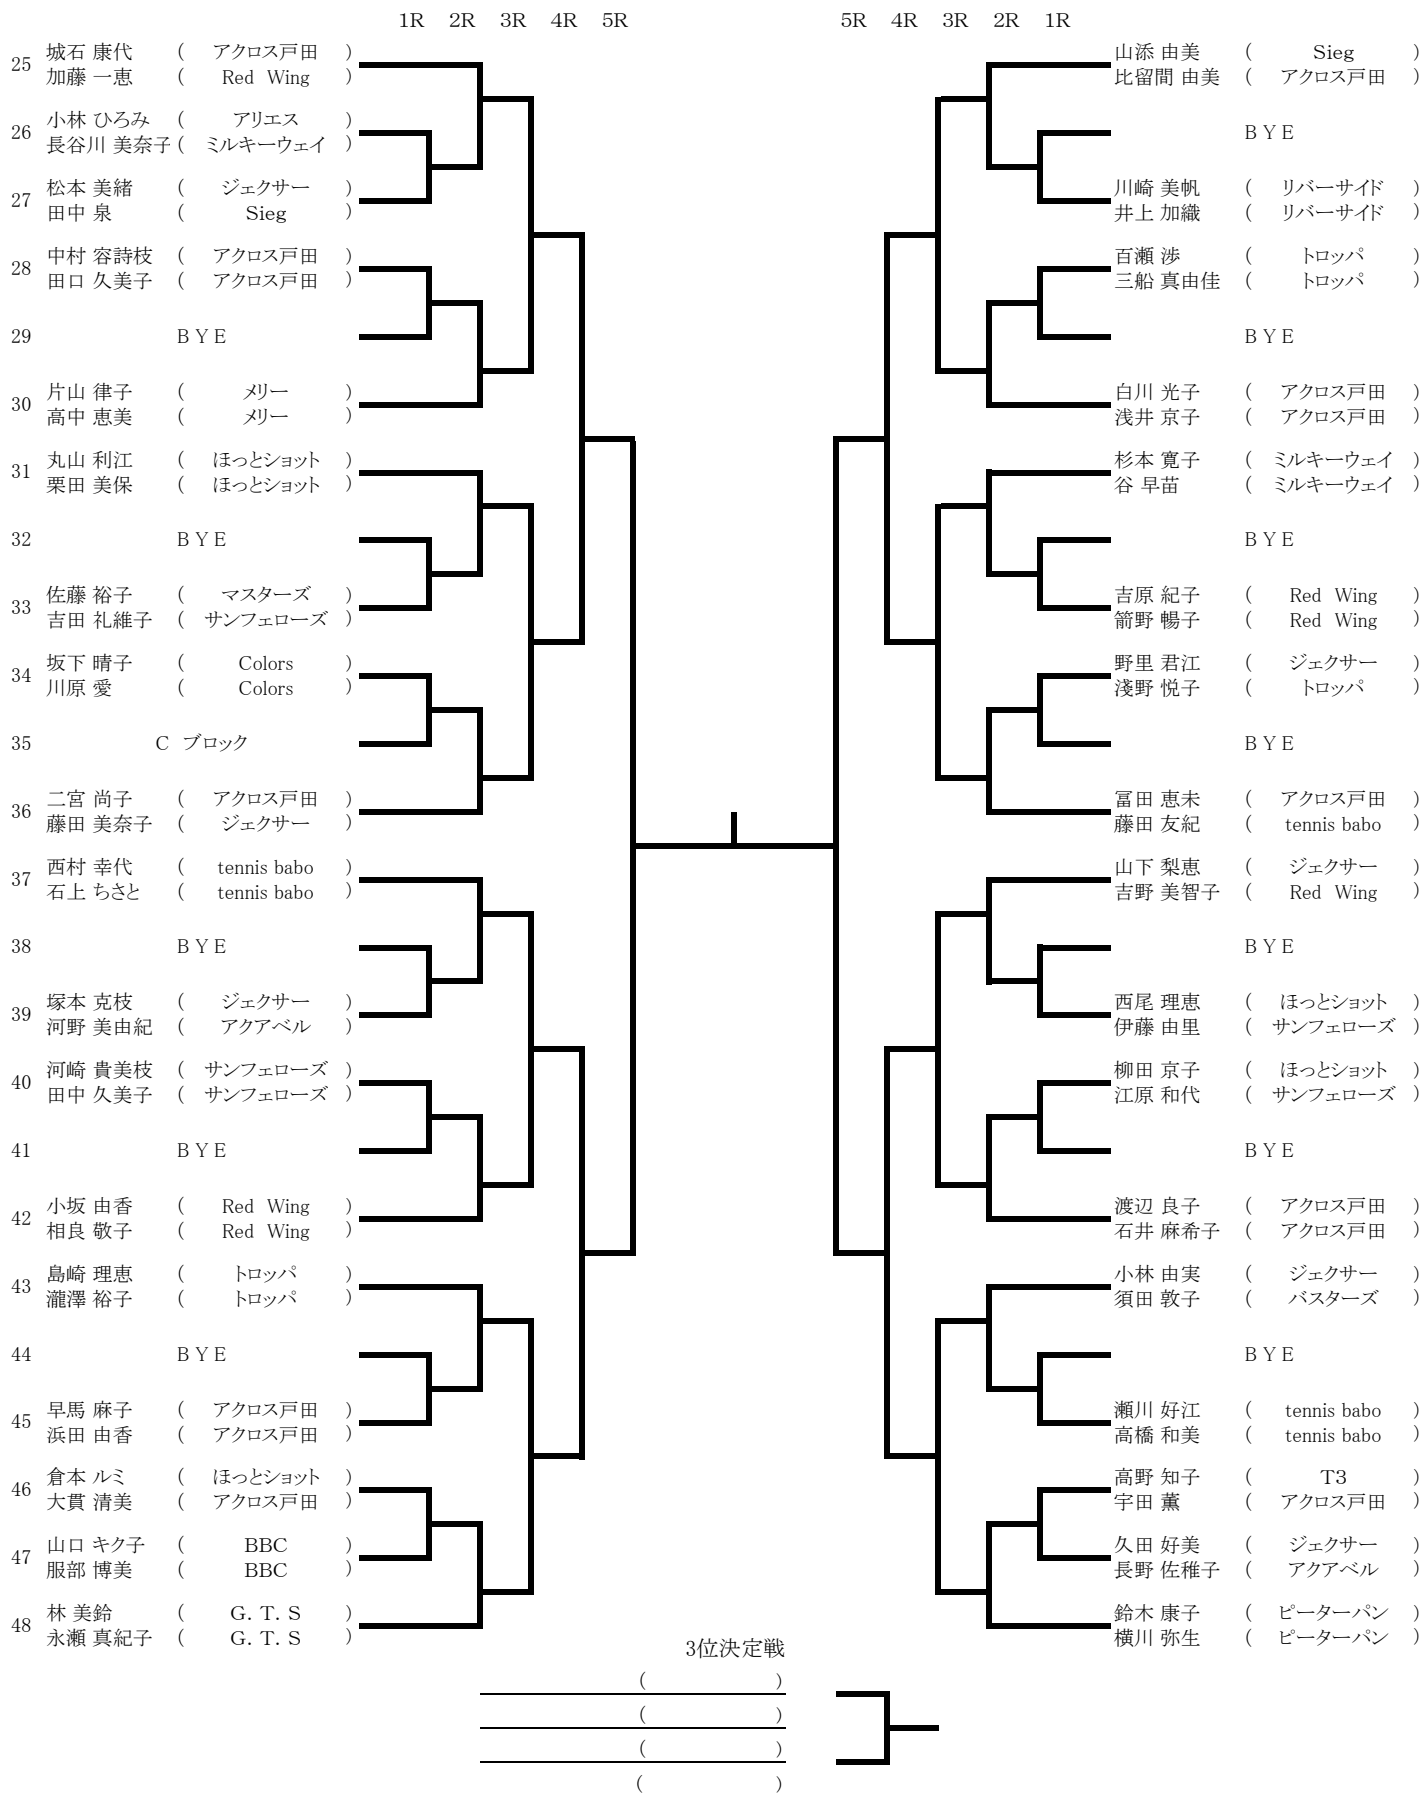 1R 2R 3R 4R 5R 5R 4R 3R 2R 1R
25
城石 康代 ( アクロス戸田 )
加藤 一恵 ( Red Wing )
26
小林 ひろみ ( アリエス )
長谷川 美奈子 ( ミルキーウェイ )
27
松本 美緒 ( ジェクサー )
田中 泉 ( Sieg )
28
中村 容詩枝 ( アクロス戸田 )
田口 久美子 ( アクロス戸田 )
29 B Y E
30
片山 律子 ( メリー )
高中 恵美 ( メリー )
31
丸山 利江 ( ほっとショット )
栗田 美保 ( ほっとショット )
32 B Y E
33
佐藤 裕子 ( マスターズ )
吉田 礼維子 ( サンフェローズ )
34
坂下 晴子 ( Colors )
川原 愛 ( Colors )
35 C ブロック
36
二宮 尚子 ( アクロス戸田 )
藤田 美奈子 ( ジェクサー )
37
西村 幸代 ( tennis babo )
石上 ちさと ( tennis babo )
38 B Y E
39
塚本 克枝 ( ジェクサー )
河野 美由紀 ( アクアベル )
40
河崎 貴美枝 ( サンフェローズ )
田中 久美子 ( サンフェローズ )
41 B Y E
42
小坂 由香 ( Red Wing )
相良 敬子 ( Red Wing )
43
島崎 理恵 ( トロッパ )
瀧澤 裕子 ( トロッパ )
44 B Y E
45
早馬 麻子 ( アクロス戸田 )
浜田 由香 ( アクロス戸田 )
46
倉本 ルミ ( ほっとショット )
大貫 清美 ( アクロス戸田 )
47
山口 キク子 ( BBC )
服部 博美 ( BBC )
48
林 美鈴 ( G. T. S )
永瀬 真紀子 ( G. T. S )
山添 由美 ( Sieg )
比留間 由美 ( アクロス戸田 )
B Y E
川崎 美帆 ( リバーサイド )
井上 加織 ( リバーサイド )
百瀬 渉 ( トロッパ )
三船 真由佳 ( トロッパ )
B Y E
白川 光子 ( アクロス戸田 )
浅井 京子 ( アクロス戸田 )
杉本 寛子 ( ミルキーウェイ )
谷 早苗 ( ミルキーウェイ )
B Y E
吉原 紀子 ( Red Wing )
箭野 暢子 ( Red Wing )
野里 君江 ( ジェクサー )
淺野 悦子 ( トロッパ )
B Y E
冨田 恵未 ( アクロス戸田 )
藤田 友紀 ( tennis babo )
山下 梨恵 ( ジェクサー )
吉野 美智子 ( Red Wing )
B Y E
西尾 理恵 ( ほっとショット )
伊藤 由里 ( サンフェローズ )
柳田 京子 ( ほっとショット )
江原 和代 ( サンフェローズ )
B Y E
渡辺 良子 ( アクロス戸田 )
石井 麻希子 ( アクロス戸田 )
小林 由実 ( ジェクサー )
須田 敦子 ( バスターズ )
B Y E
瀬川 好江 ( tennis babo )
高橋 和美 ( tennis babo )
高野 知子 ( T3 )
宇田 薫 ( アクロス戸田 )
久田 好美 ( ジェクサー )
長野 佐稚子 ( アクアベル )
鈴木 康子 ( ピーターパン )
横川 弥生 ( ピーターパン )
3位決定戦
( )
( )
( )
( )